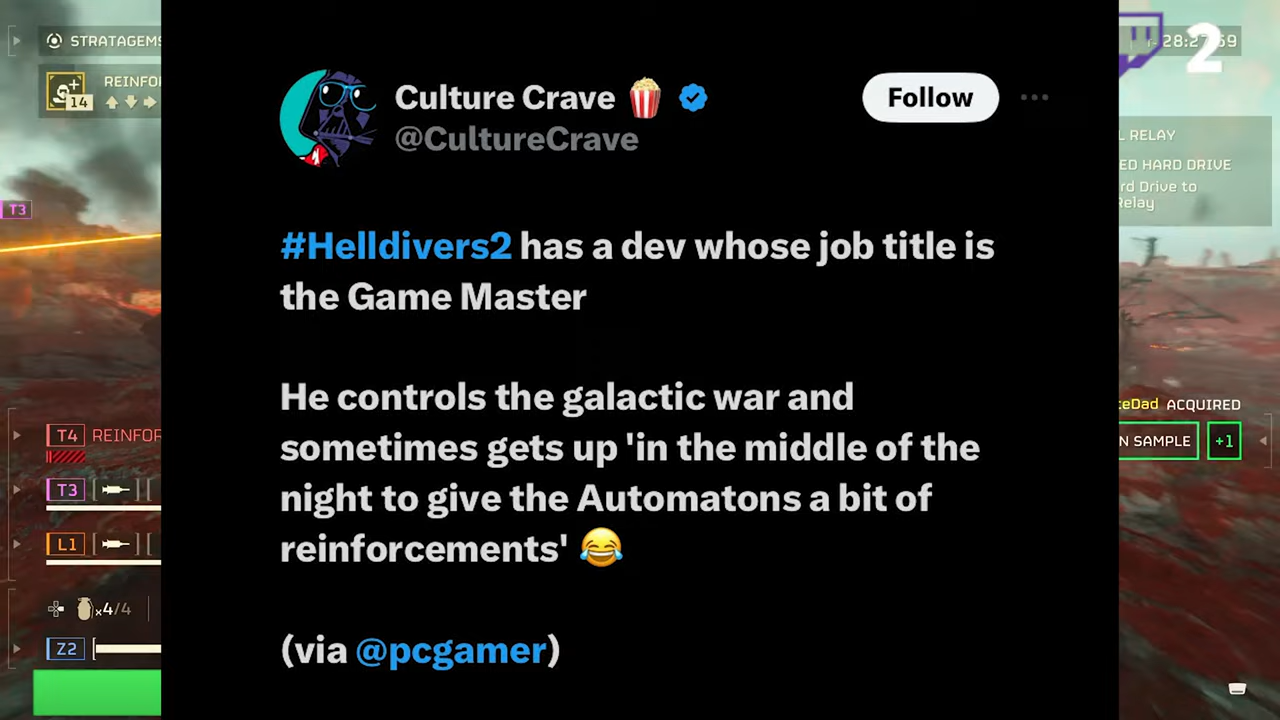 STRATAGEMS
14
REINFO
T3
T4 REINFOR
T3
L1
x4/4
Z2
Culture Crave
@CultureCrave
Follow
#Helldivers2 has a dev whose job title is
the Game Master
He controls the galactic war and
sometimes gets up 'in the middle of the
night to give the Automatons a bit of
reinforcements' 😂
(via @pcgamer)
2
L RELAY
ED HARD DRIVE
rd Drive to
Relay
teDad ACQUIRED
N SAMPLE +1